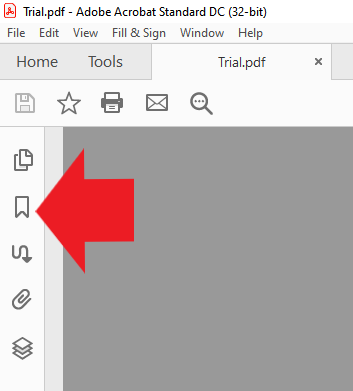 Trial.pdf - Adobe Acrobat Standard DC (32-bit)
File Edit View Fill & Sign Window Help
Home Tools Trial.pdf ×